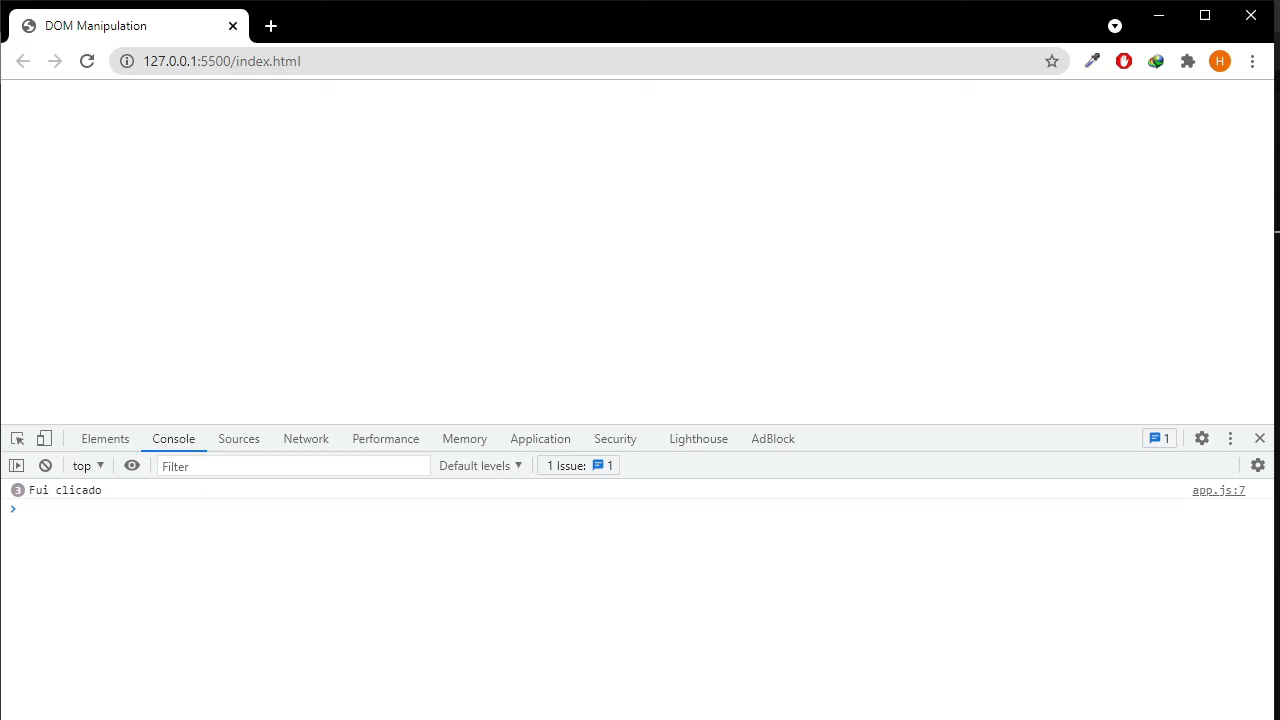 DOM Manipulation
127.0.0.1:5500/index.html
H
Elements Console Sources Network Performance Memory Application Security Lighthouse AdBlock 1
top Filter Default levels 1 Issue: 1
3 Fui clicado app.js:7